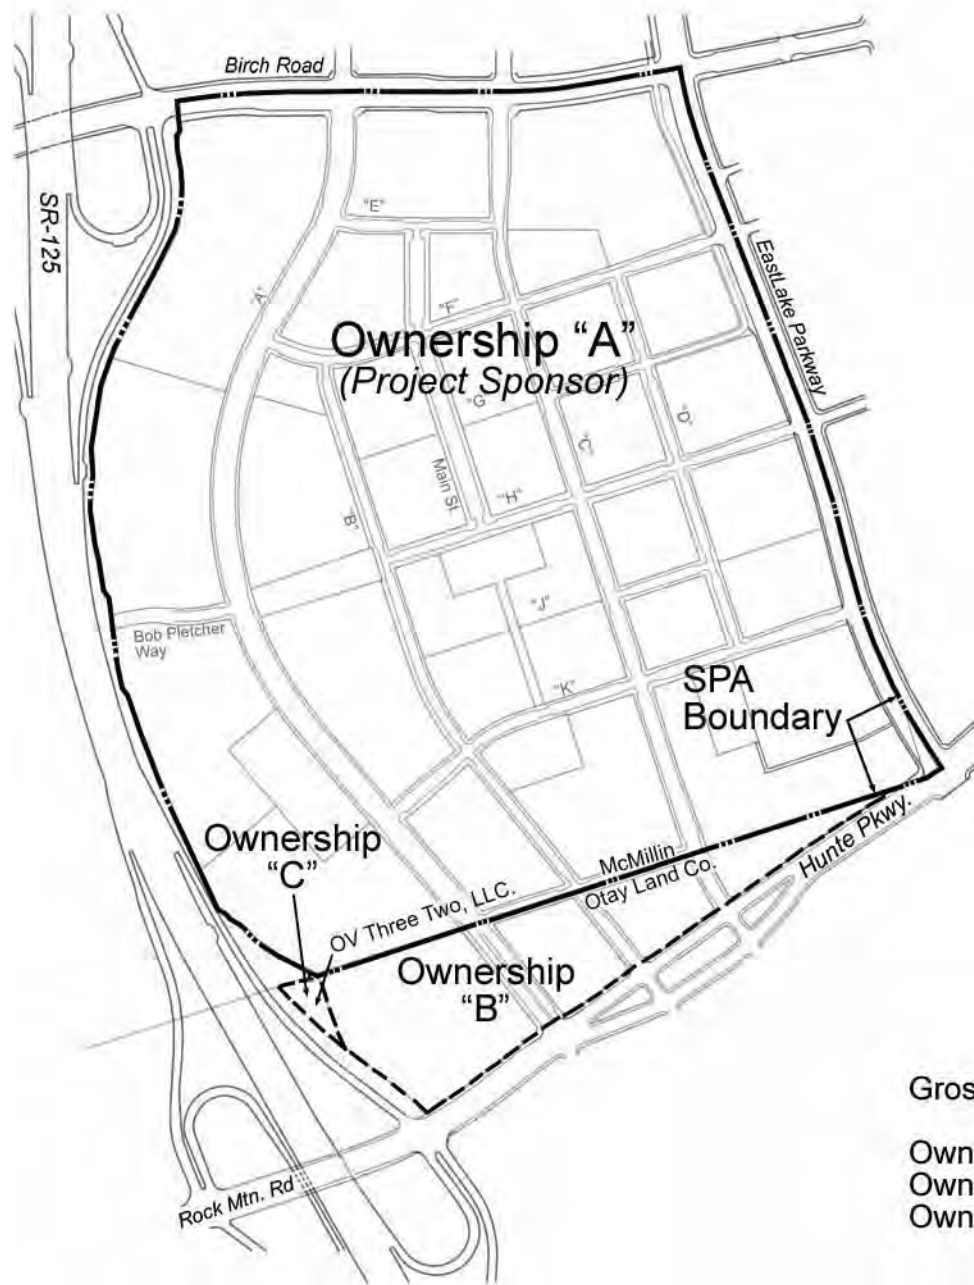 Birch Road
SR-125
"E"
EastLake Parkway
"A"
"F"
Ownership "A"
(Project Sponsor)
"G
"D"
"C"
Main St.
"H"
"B"
"J"
Bob Pletcher
Way
"K"
SPA
Boundary
Ownership
"C"
McMillin
Otay Land Co.
Hunte Pkwy.
OV Three Two, LLC.
Ownership
"B"
Rock Mtn. Rd
Gros
Own
Own
Own